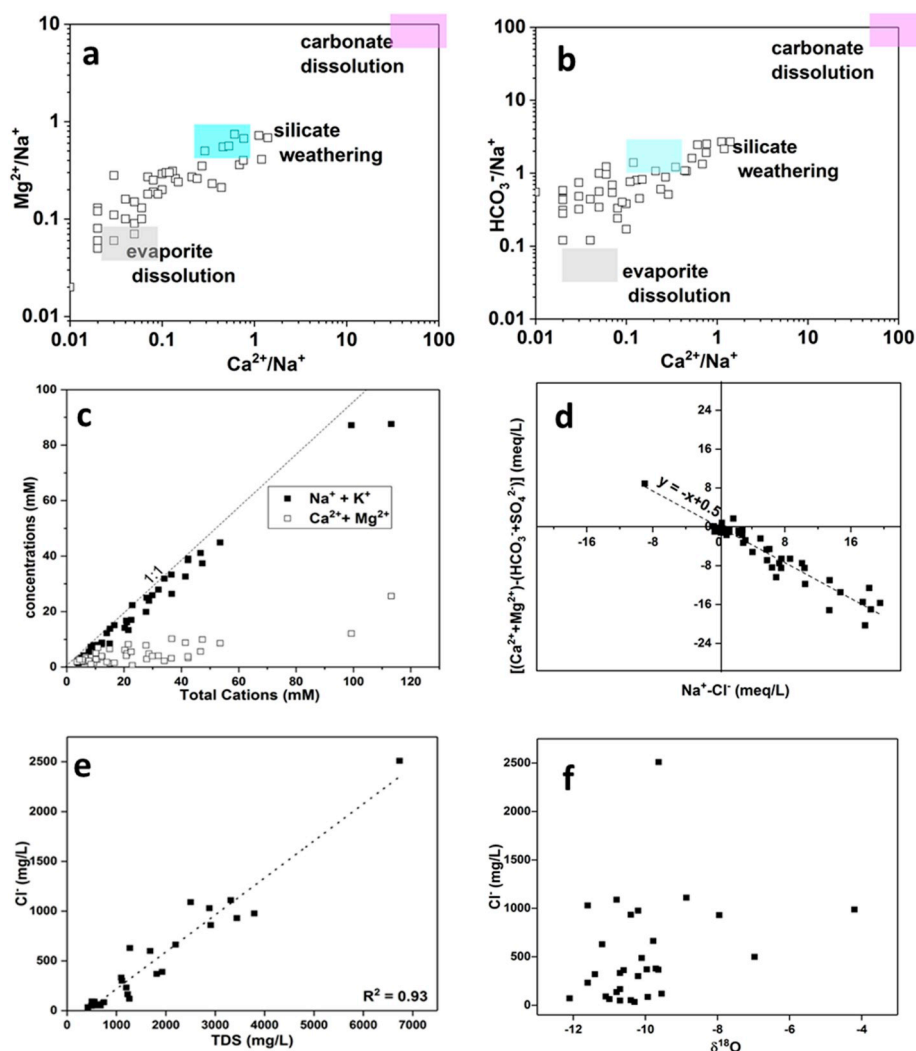 a
Mg²⁺/Na⁺
10
1
0.1
0.01
carbonate
dissolution
silicate
weathering
evaporite
dissolution
0.01 0.1 1 10 100
Ca²⁺/Na⁺
b
HCO₃⁻/Na⁺
100
10
1
0.1
0.01
carbonate
dissolution
silicate
weathering
evaporite
dissolution
0.01 0.1 1 10 100
Ca²⁺/Na⁺
c
concentrations (mM)
100
80
60
40
20
0
1:1
Na⁺ + K⁺
Ca²⁺+ Mg²⁺
0 20 40 60 80 100 120
Total Cations (mM)
d
[(Ca²⁺+Mg²⁺)-(HCO₃⁻+SO₄²⁻)] (meq/L)
24
16
8
0
-8
-16
-24
y = -x+0.5
-16 -8 0 8 16
Na⁺-Cl⁻ (meq/L)
e
Cl⁻ (mg/L)
2500
2000
1500
1000
500
0
R² = 0.93
0 1000 2000 3000 4000 5000 6000 7000
TDS (mg/L)
f
Cl⁻ (mg/L)
2500
2000
1500
1000
500
0
-12 -10 -8 -6 -4
δ¹⁸O